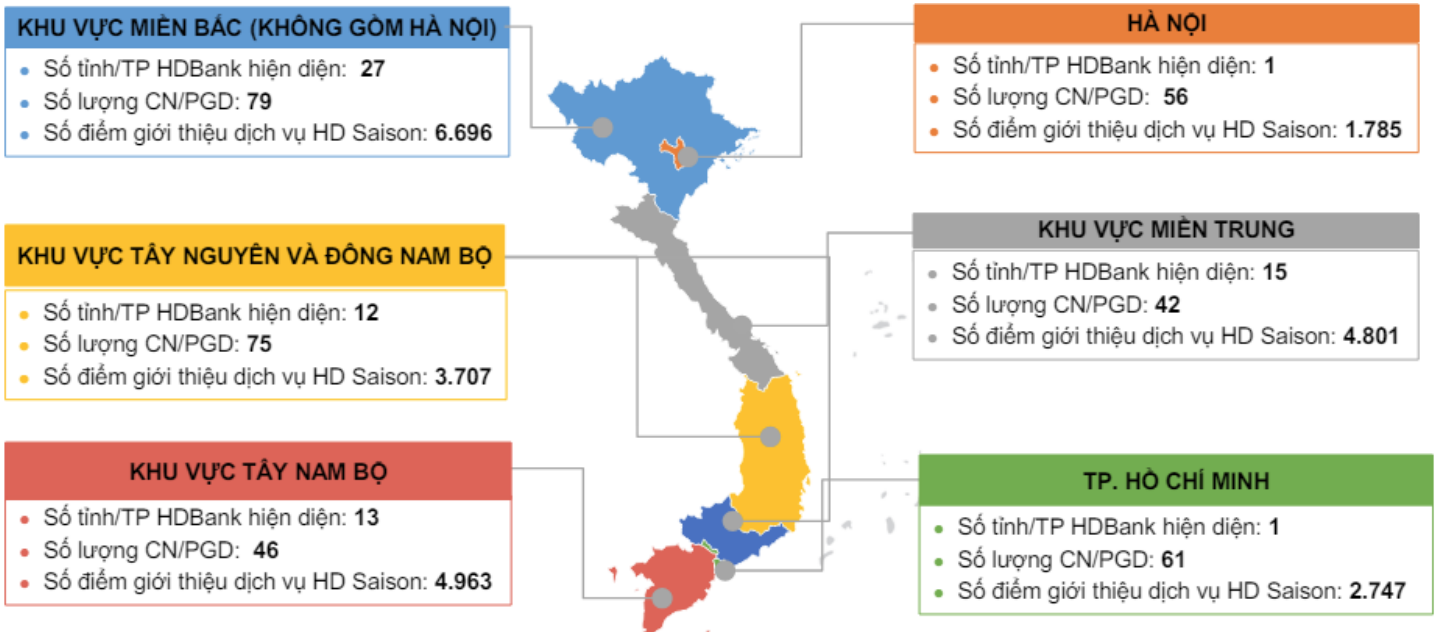 KHU VỰC MIỀN BẮC (KHÔNG GỒM HÀ NỘI)
• Số tỉnh/TP HDBank hiện diện: 27
• Số lượng CN/PGD: 79
• Số điểm giới thiệu dịch vụ HD Saison: 6.696
HÀ NỘI
• Số tỉnh/TP HDBank hiện diện: 1
• Số lượng CN/PGD: 56
• Số điểm giới thiệu dịch vụ HD Saison: 1.785
KHU VỰC TÂY NGUYÊN VÀ ĐÔNG NAM BỘ
• Số tỉnh/TP HDBank hiện diện: 12
• Số lượng CN/PGD: 75
• Số điểm giới thiệu dịch vụ HD Saison: 3.707
KHU VỰC MIỀN TRUNG
• Số tỉnh/TP HDBank hiện diện: 15
• Số lượng CN/PGD: 42
• Số điểm giới thiệu dịch vụ HD Saison: 4.801
KHU VỰC TÂY NAM BỘ
• Số tỉnh/TP HDBank hiện diện: 13
• Số lượng CN/PGD: 46
• Số điểm giới thiệu dịch vụ HD Saison: 4.963
TP. HỒ CHÍ MINH
• Số tỉnh/TP HDBank hiện diện: 1
• Số lượng CN/PGD: 61
• Số điểm giới thiệu dịch vụ HD Saison: 2.747